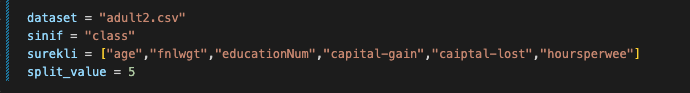 dataset = "adult2.csv"
sinif = "class"
surekli = ["age","fnlwgt","educationNum","capital-gain","caiptal-lost","hoursperwee"]
split_value = 5